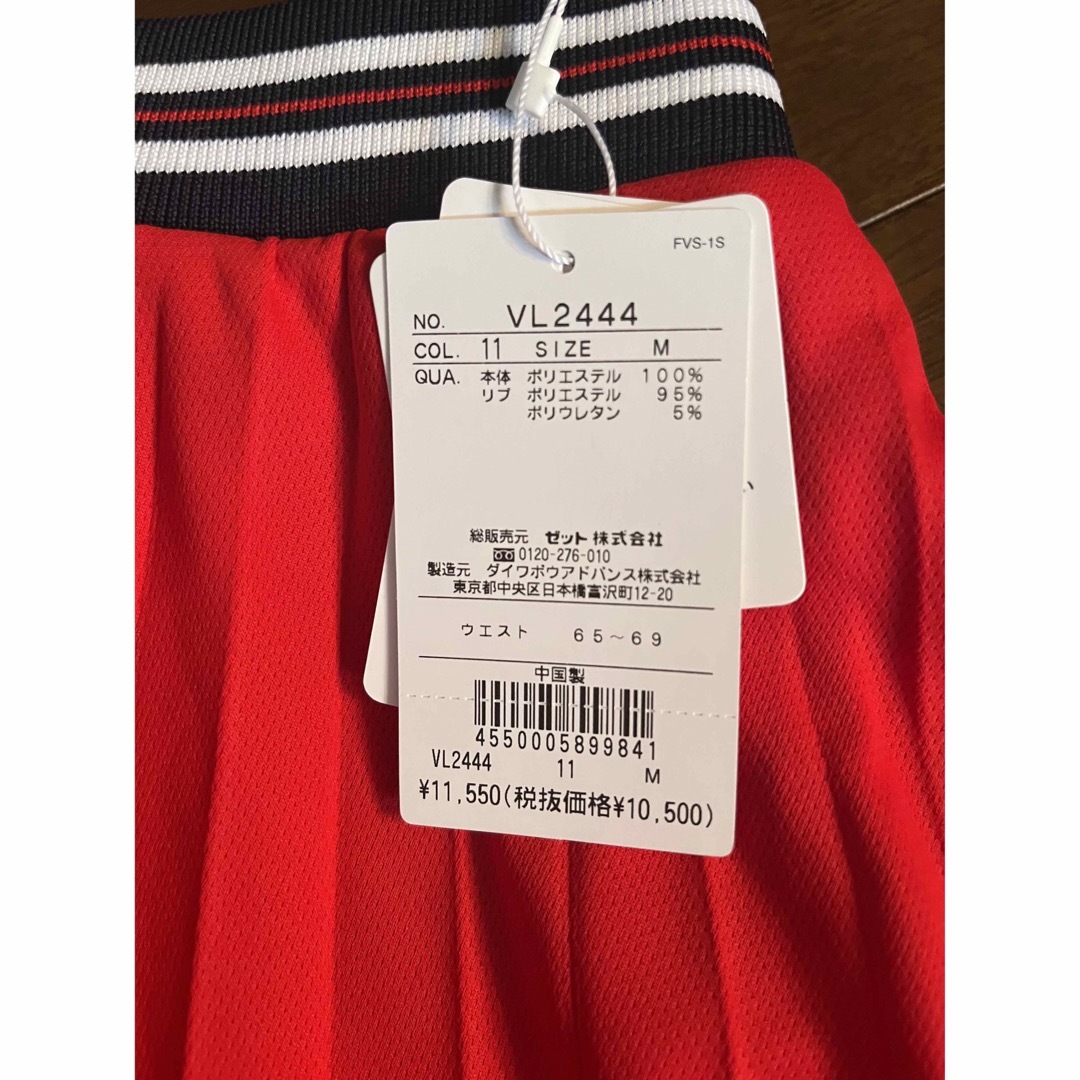 FVS-1S
NO. VL2444
COL. 11 SIZE M
QUA. 本体 ポリエステル 100%
リブ ポリエステル 95%
ポリウレタン 5%
い
総販売元 ゼット株式会社
0120-276-010
製造元 ダイワボウアドバンス株式会社
東京都中央区日本橋富沢町12-20
ウエスト 65~69
中国製
4550005899841
VL2444 11 M
¥11,550(税抜価格¥10,500)